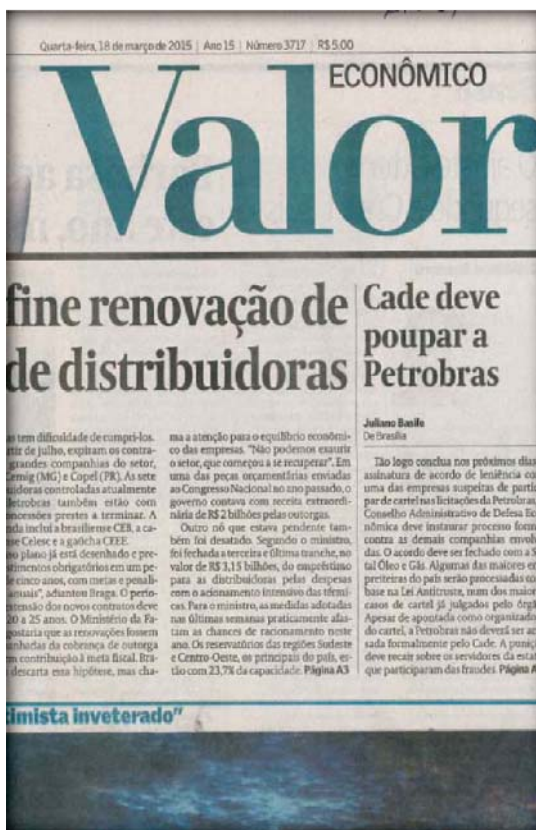 Quarta-feira, 18 de março de 2015 | Ano 15 | Número 3717 | R$ 5,00
Valor
ECONÔMICO
fine renovação de
de distribuidoras
as tem dificuldade de cumpri-los.
rtir de julho, expiram os contra-
grandes companhias do setor,
Cemig (MG) e Copel (PR). As sete
uidoras controladas atualmente
letrobras também estão com
ncessões prestes a terminar. A
nda inclui a brasiliense CEB, a ca-
se Celesc e a gaúcha CEEE.
vo plano já está desenhado e pre-
stimentos obrigatórios em um pe-
e cinco anos, com metas e penali-
anuais", adiantou Braga. O perío-
xtensão dos novos contratos deve
20 a 25 anos. O Ministério da Fa-
gostaria que as renovações fossem
anhadas da cobrança de outorga
m contribuição à meta fiscal. Bra-
descarta essa hipótese, mas cha-
ma a atenção para o equilíbrio econômi-
co das empresas. "Não podemos exaurir
o setor, que começou a se recuperar". Em
uma das peças orçamentárias enviadas
ao Congresso Nacional no ano passado, o
governo contava com receita extraordi-
nária de R$ 2 bilhões pelas outorgas.
Outro nó que estava pendente tam-
bém foi desatado. Segundo o ministro,
foi fechada a terceira e última tranche, no
valor de R$ 3,15 bilhões, do empréstimo
para as distribuidoras pelas despesas
com o acionamento intensivo das térmi-
cas. Para o ministro, as medidas adotadas
nas últimas semanas praticamente afas-
tam as chances de racionamento neste
ano. Os reservatórios das regiões Sudeste
e Centro-Oeste, os principais do país, es-
tão com 23,7% da capacidade. Página A3
Cade deve
poupar a
Petrobras
Juliano Basile
De Brasília
Tão logo conclua nos próximos dias
assinatura de acordo de leniência co
uma das empresas suspeitas de parti
par de cartel nas licitações da Petrobras,
Conselho Administrativo de Defesa Ec
nômica deve instaurar processo form
contra as demais companhias envolv
das. O acordo deve ser fechado com a S
tal Óleo e Gás. Algumas das maiores em
preiteiras do país serão processadas co
base na Lei Antitruste, num dos maior
casos de cartel já julgados pelo órgã
Apesar de apontada como organizado
do cartel, a Petrobras não deverá ser ac
sada formalmente pelo Cade. A puniç
deve recair sobre os servidores da estat
que participaram das fraudes. Página A
timista inveterado"